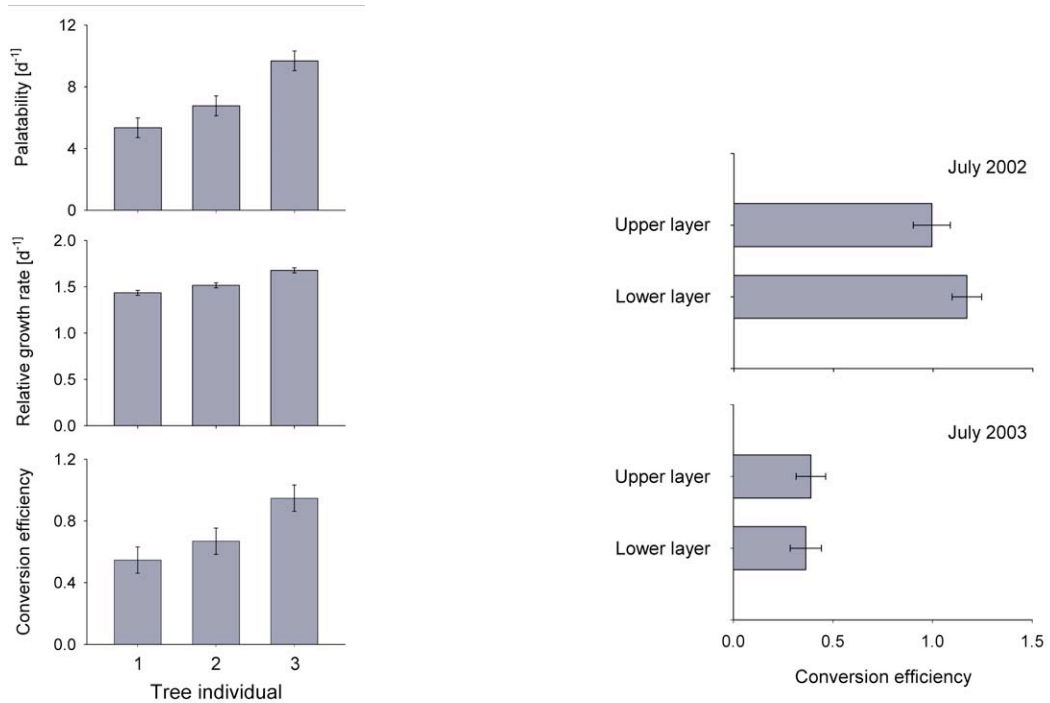 Palatability [d⁻¹]
12
8
4
0
Relative growth rate [d⁻¹]
2.0
1.5
1.0
0.5
0.0
Conversion efficiency
1.2
0.8
0.4
0.0
1 2 3
Tree individual
July 2002
Upper layer
Lower layer
July 2003
Upper layer
Lower layer
0.0 0.5 1.0 1.5
Conversion efficiency